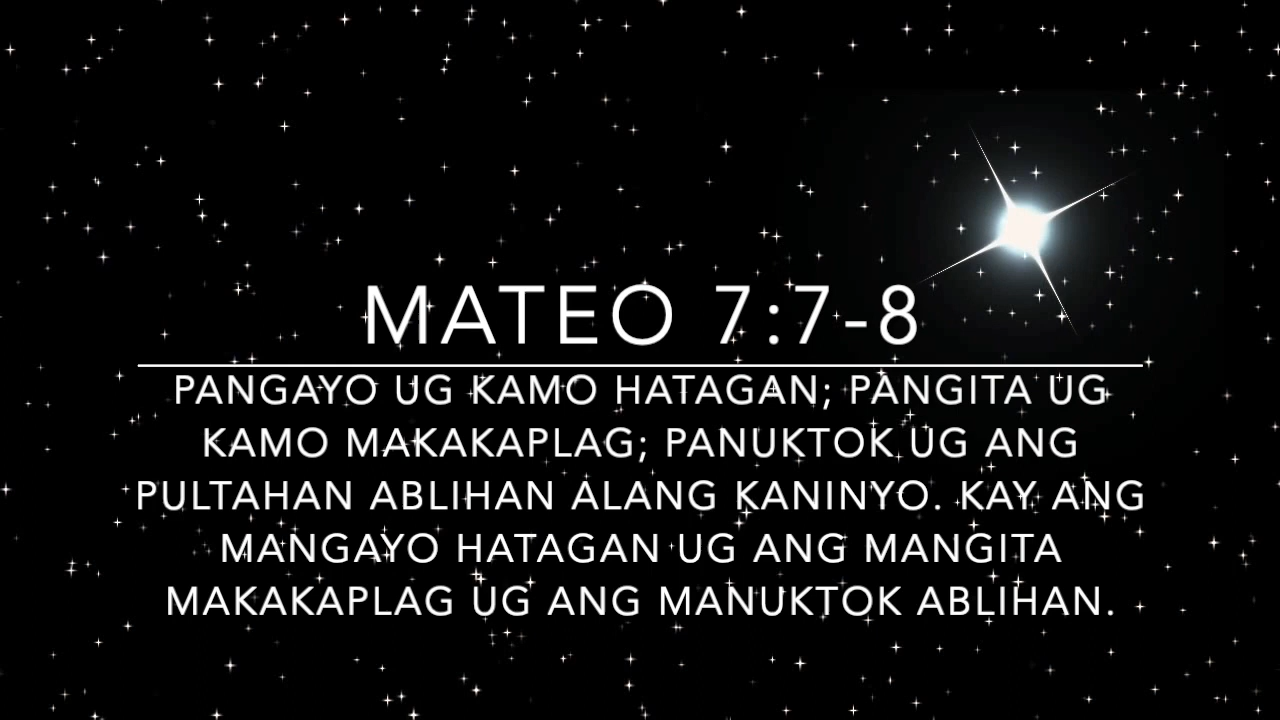 MATEO 7:7-8
PANGAYO UG KAMO HATAGAN; PANGITA UG
KAMO MAKAKAPLAG; PANUKTOK UG ANG
PULTAHAN ABLIHAN ALANG KANINYO. KAY ANG
MANGAYO HATAGAN UG ANG MANGITA
MAKAKAPLAG UG ANG MANUKTOK ABLIHAN.